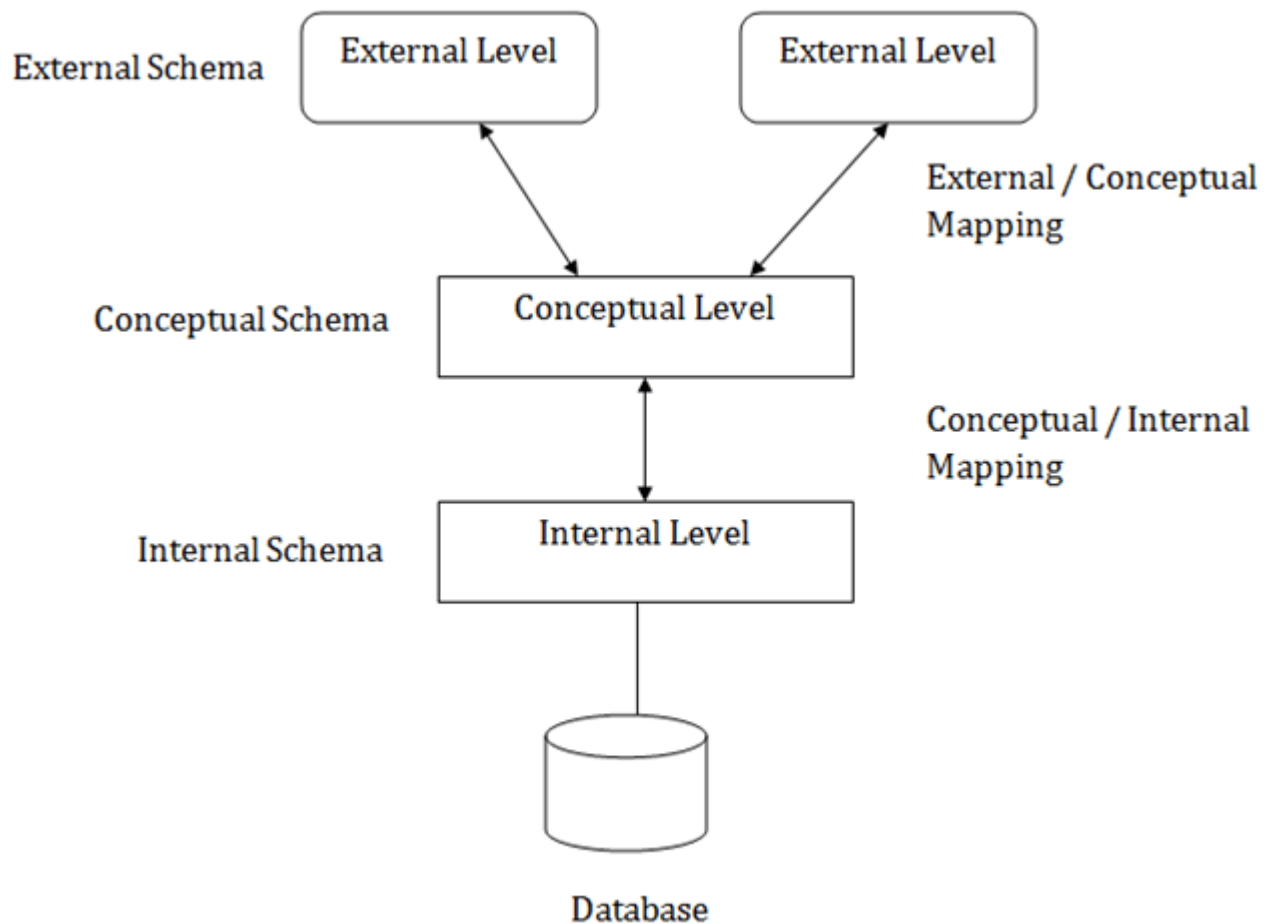 External Schema
External Level
External Level
External / Conceptual
Mapping
Conceptual Schema
Conceptual Level
Conceptual / Internal
Mapping
Internal Schema
Internal Level
Database